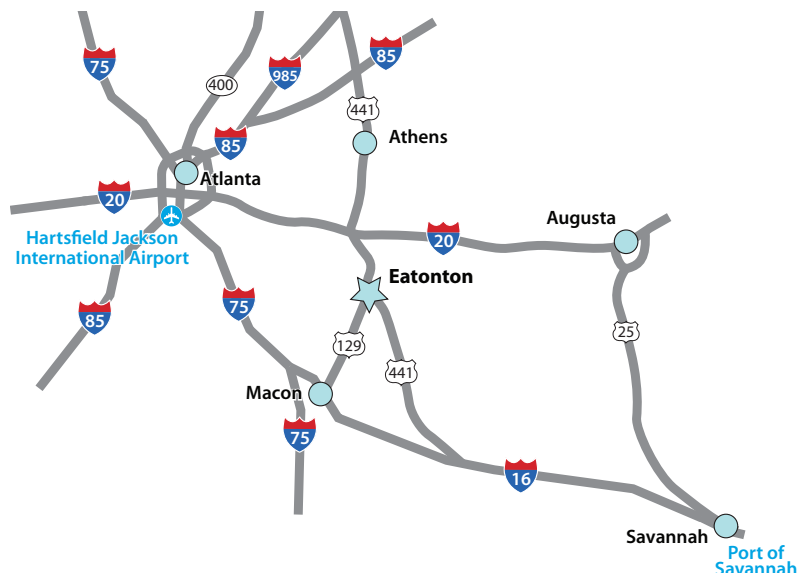 75
985
85
400
441
Athens
85
Atlanta
20
Augusta
Hartsfield Jackson
International Airport
20
Eatonton
75
85
25
129
441
Macon
75
16
Savannah
Port of
Savannah